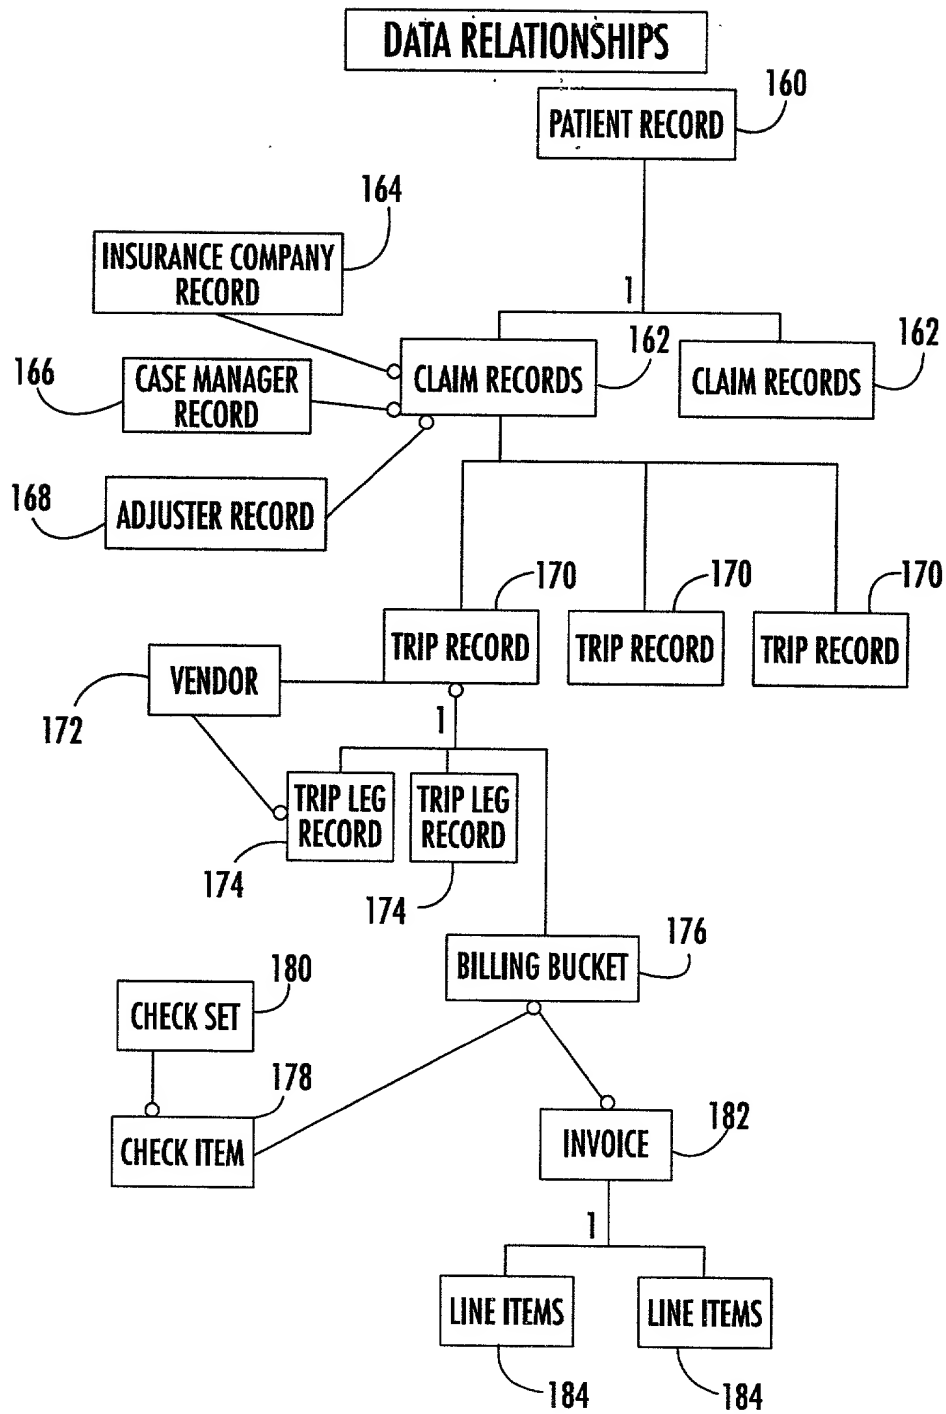 DATA RELATIONSHIPS
160
PATIENT RECORD
164
INSURANCE COMPANY
RECORD
1
162
162
166
CASE MANAGER
RECORD
CLAIM RECORDS
CLAIM RECORDS
168
ADJUSTER RECORD
170
170
170
TRIP RECORD
TRIP RECORD
TRIP RECORD
VENDOR
172
1
TRIP LEG
RECORD
TRIP LEG
RECORD
174
174
176
BILLING BUCKET
180
CHECK SET
178
CHECK ITEM
182
INVOICE
1
LINE ITEMS
LINE ITEMS
184
184